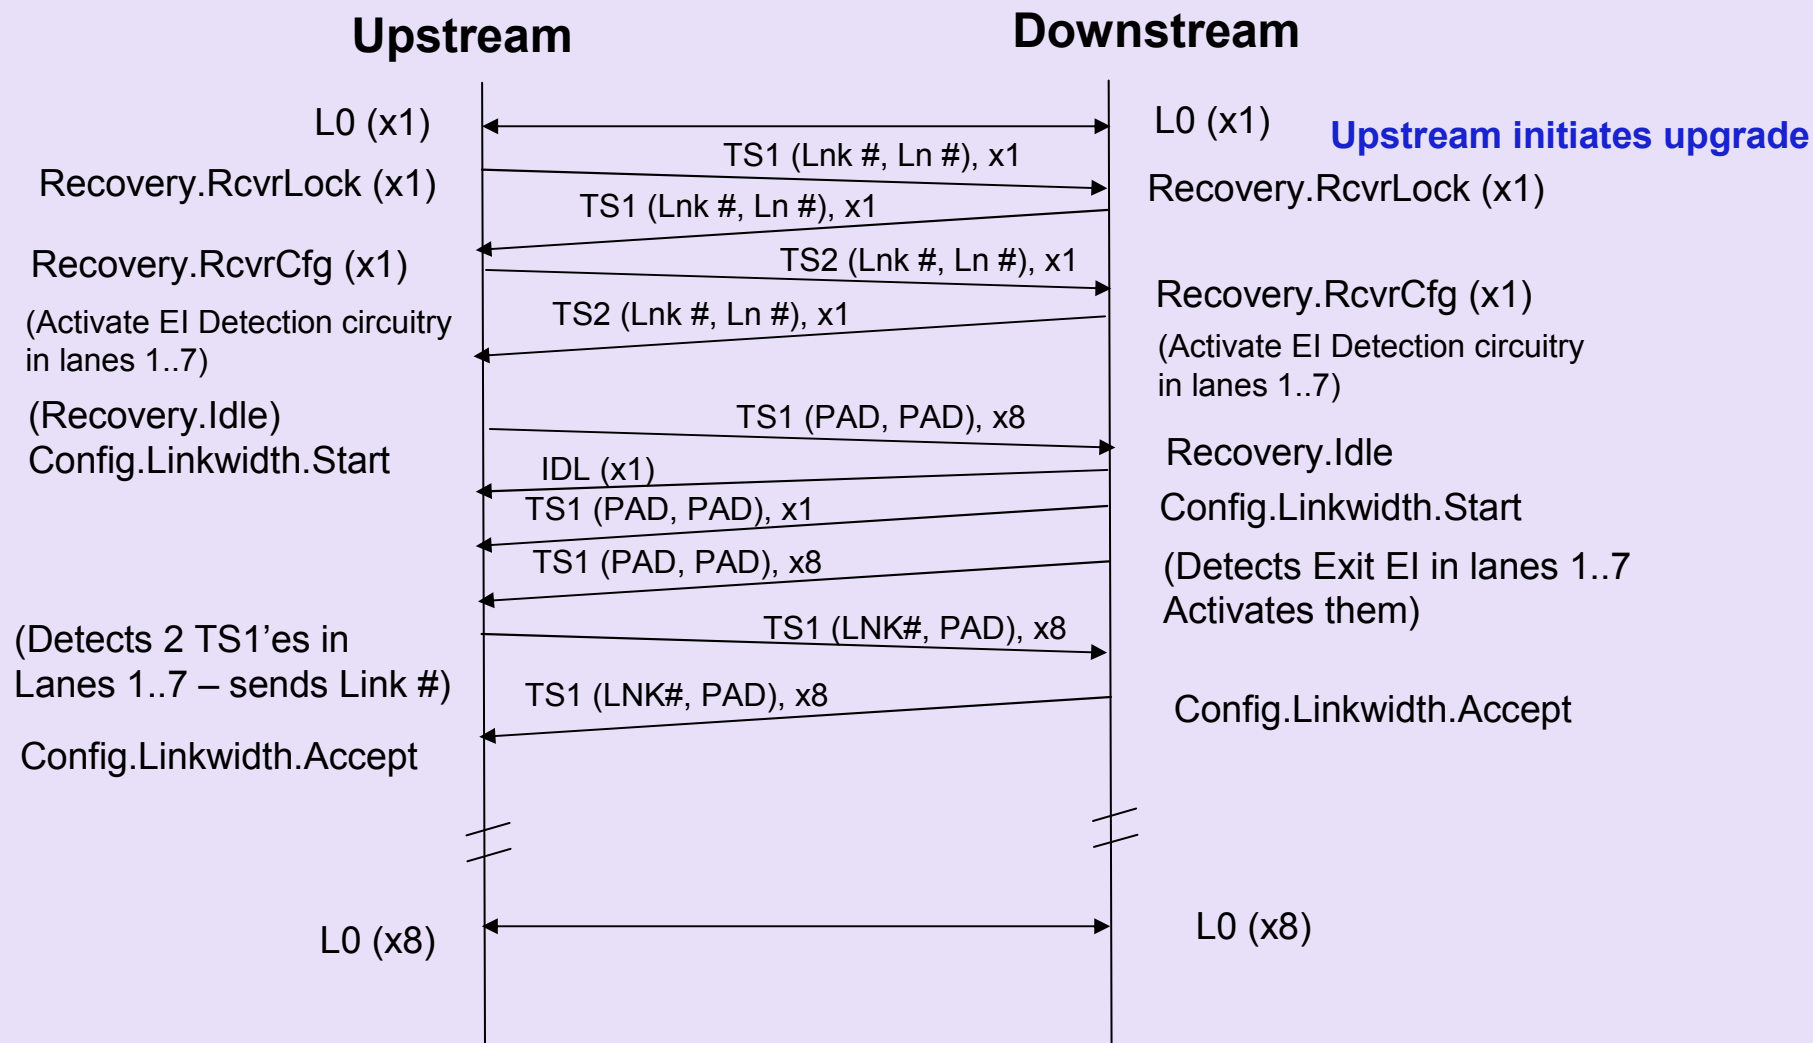 Upstream
Downstream
L0 (x1)
L0 (x1)
Upstream initiates upgrade
TS1 (Lnk #, Ln #), x1
Recovery.RcvrLock (x1)
Recovery.RcvrLock (x1)
TS1 (Lnk #, Ln #), x1
Recovery.RcvrCfg (x1)
TS2 (Lnk #, Ln #), x1
Recovery.RcvrCfg (x1)
(Activate EI Detection circuitry
in lanes 1..7)
TS2 (Lnk #, Ln #), x1
(Activate EI Detection circuitry
in lanes 1..7)
(Recovery.Idle)
Config.Linkwidth.Start
TS1 (PAD, PAD), x8
Recovery.Idle
IDL (x1)
TS1 (PAD, PAD), x1
Config.Linkwidth.Start
TS1 (PAD, PAD), x8
(Detects Exit EI in lanes 1..7
Activates them)
(Detects 2 TS1’es in
Lanes 1..7 – sends Link #)
TS1 (LNK#, PAD), x8
TS1 (LNK#, PAD), x8
Config.Linkwidth.Accept
Config.Linkwidth.Accept
L0 (x8)
L0 (x8)